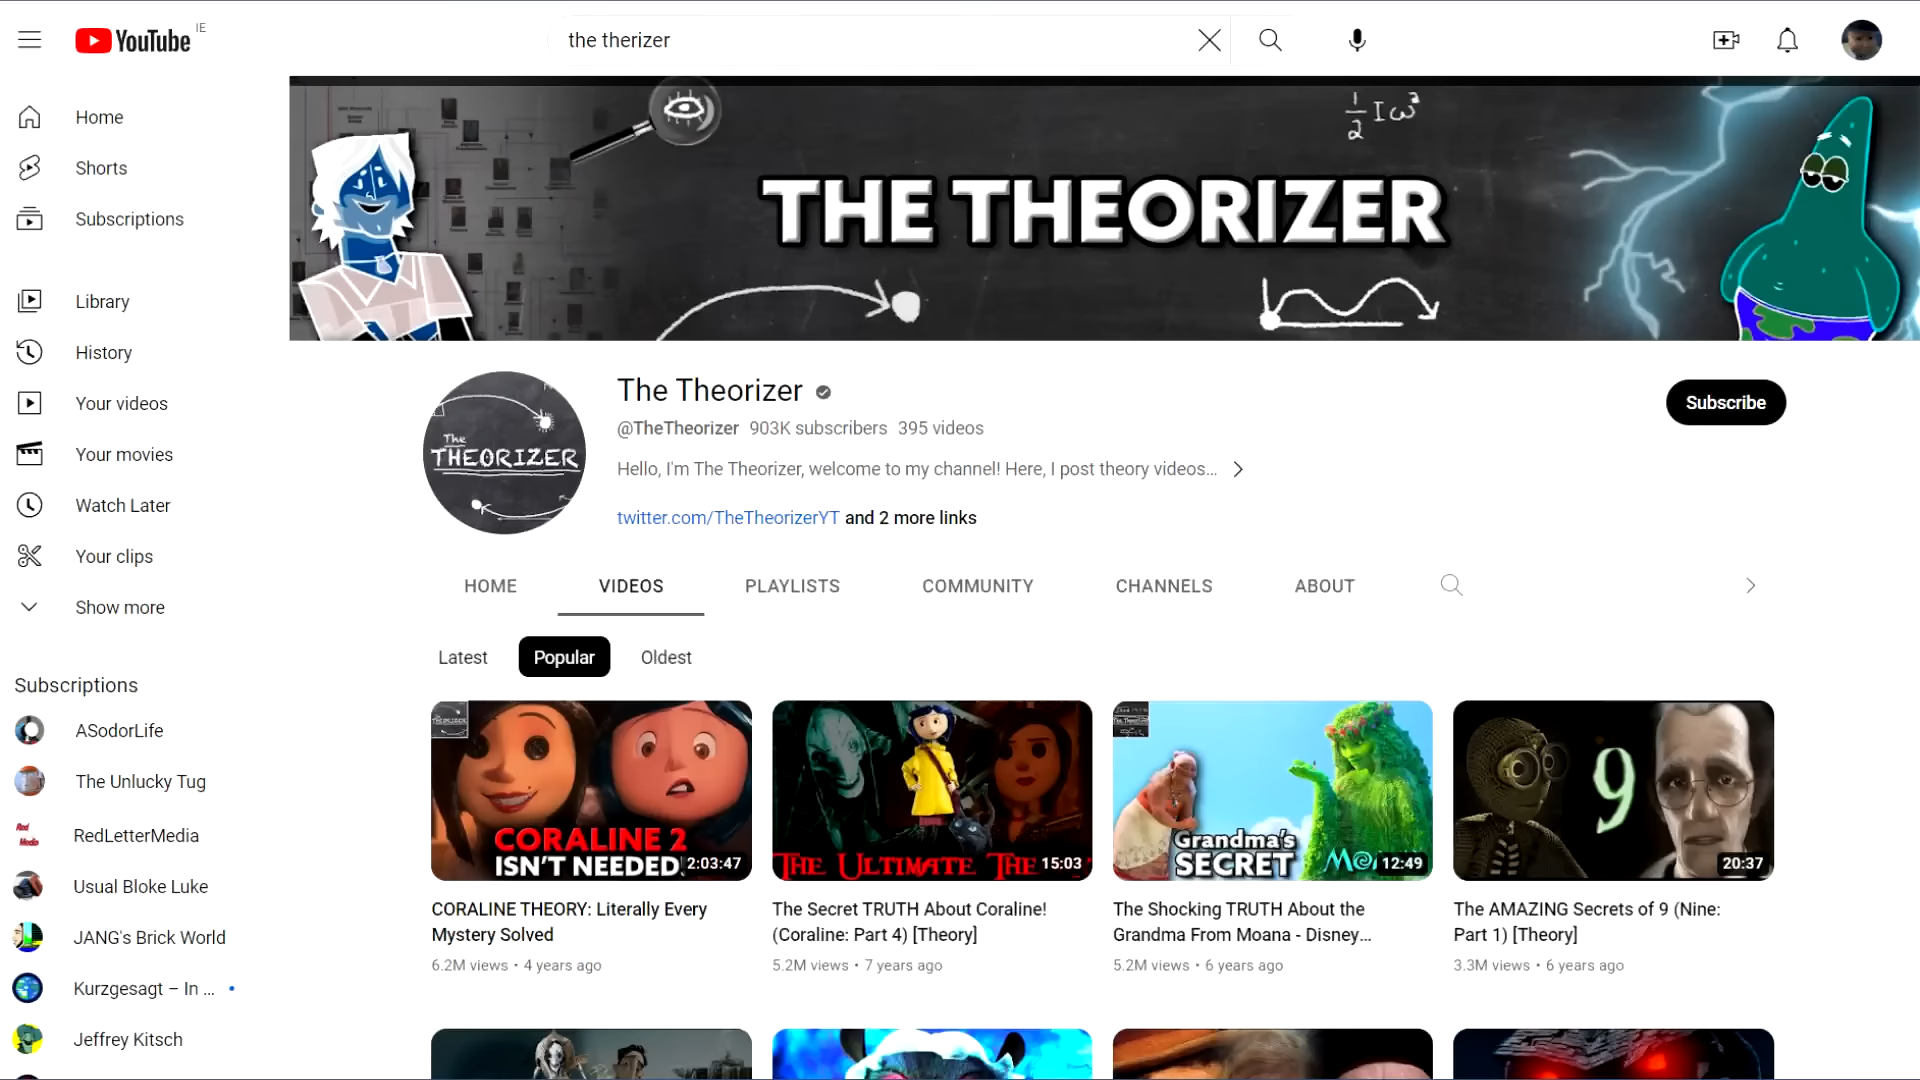 YouTube IE
the therizer
Home
Shorts
Subscriptions
Library
History
Your videos
Your movies
Watch Later
Your clips
Show more
Subscriptions
ASodorLife
The Unlucky Tug
RedLetterMedia
Usual Bloke Luke
JANG's Brick World
Kurzgesagt – In ...
Jeffrey Kitsch
1/2 Iω²
THE THEORIZER
The
THEORIZER
The Theorizer
@TheTheorizer 903K subscribers 395 videos
Hello, I'm The Theorizer, welcome to my channel! Here, I post theory videos...
twitter.com/TheTheorizerYT and 2 more links
Subscribe
HOME VIDEOS PLAYLISTS COMMUNITY CHANNELS ABOUT
Latest Popular Oldest
CORALINE 2
ISN'T NEEDED!
2:03:47
CORALINE THEORY: Literally Every
Mystery Solved
6.2M views • 4 years ago
THE ULTIMATE THE
15:03
The Secret TRUTH About Coraline!
(Coraline: Part 4) [Theory]
5.2M views • 7 years ago
Grandma's
SECRET
12:49
The Shocking TRUTH About the
Grandma From Moana - Disney...
5.2M views • 6 years ago
9
20:37
The AMAZING Secrets of 9 (Nine:
Part 1) [Theory]
3.3M views • 6 years ago